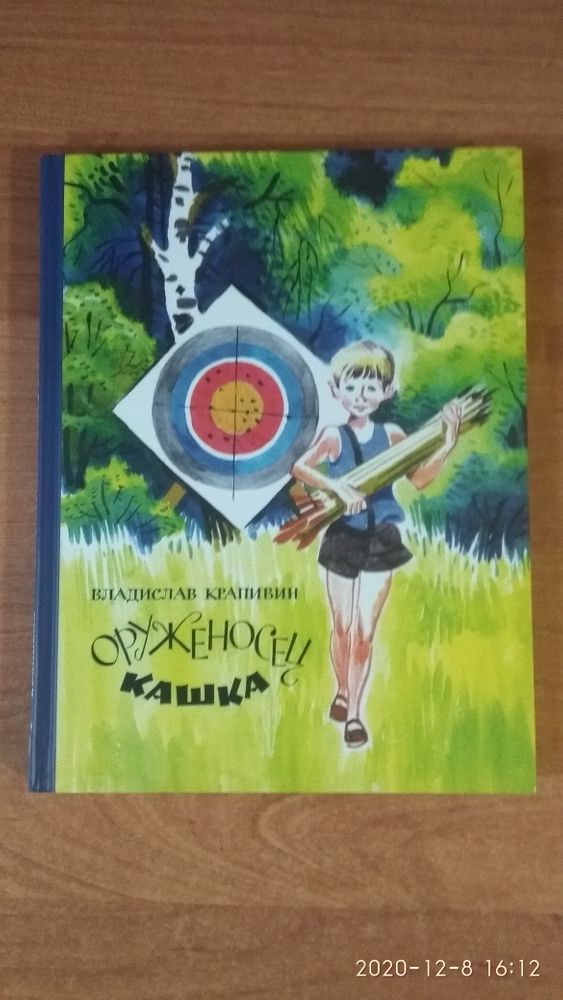 Владислав Крапивин
Оруженосец
Кашка
2020-12-8 16:12